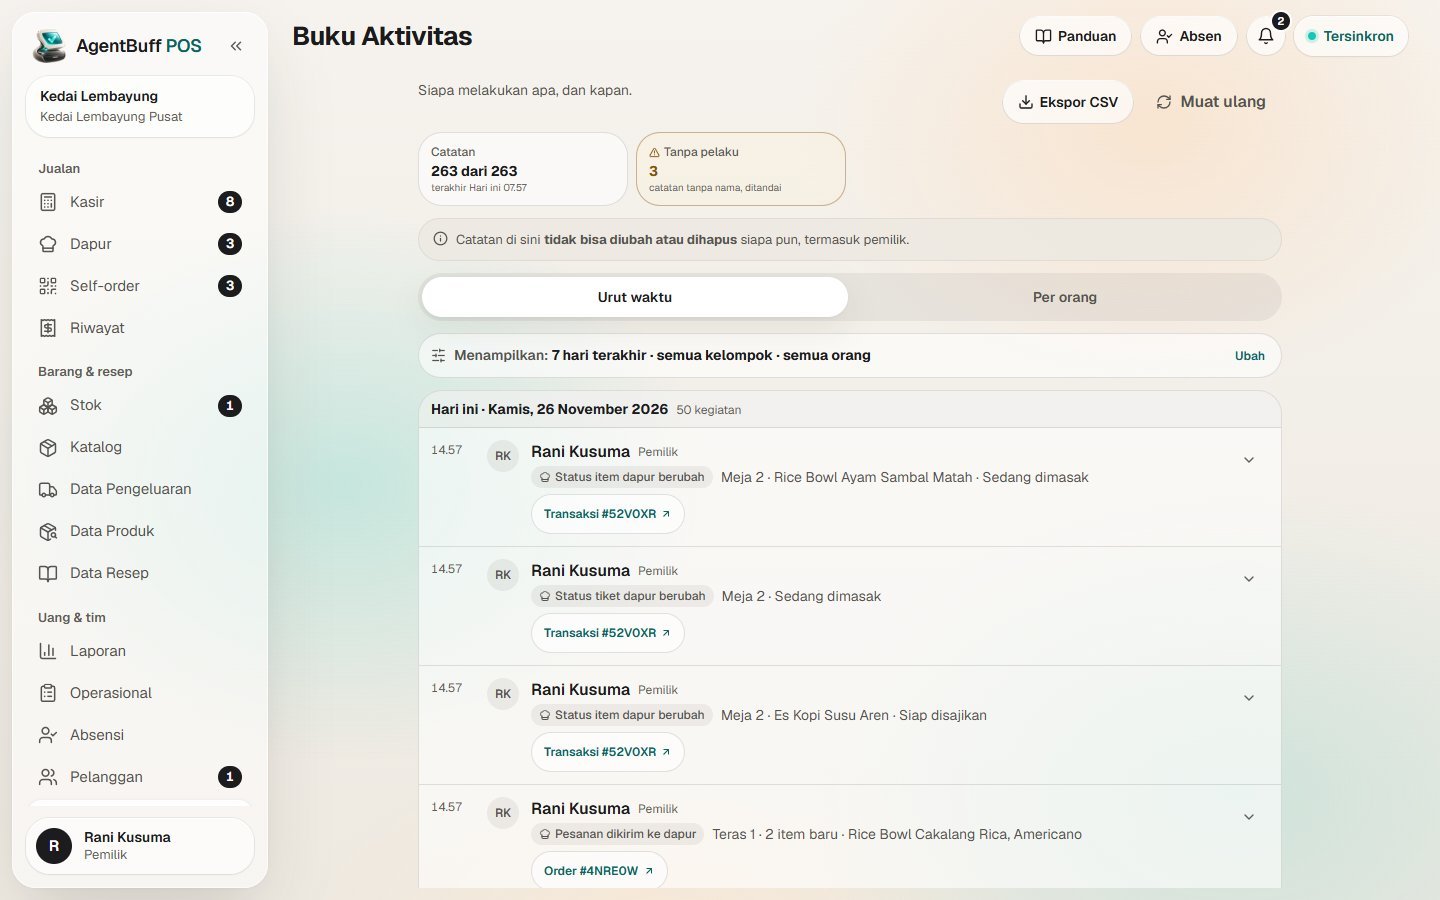 AgentBuff POS
Kedai Lembayung
Kedai Lembayung Pusat
Jualan
Kasir 8
Dapur 3
Self-order 3
Riwayat
Barang & resep
Stok 1
Katalog
Data Pengeluaran
Data Produk
Data Resep
Uang & tim
Laporan
Operasional
Absensi
Pelanggan 1
R
Rani Kusuma
Pemilik
Buku Aktivitas
Panduan
Absen
2
Tersinkron
Siapa melakukan apa, dan kapan.
Ekspor CSV
Muat ulang
Catatan
263 dari 263
terakhir Hari ini 07.57
Tanpa pelaku
3
catatan tanpa nama, ditandai
Catatan di sini tidak bisa diubah atau dihapus siapa pun, termasuk pemilik.
Urut waktu
Per orang
Menampilkan: 7 hari terakhir · semua kelompok · semua orang
Ubah
Hari ini · Kamis, 26 November 2026 50 kegiatan
14.57 RK Rani Kusuma Pemilik
Status item dapur berubah Meja 2 · Rice Bowl Ayam Sambal Matah · Sedang dimasak
Transaksi #52V0XR
14.57 RK Rani Kusuma Pemilik
Status tiket dapur berubah Meja 2 · Sedang dimasak
Transaksi #52V0XR
14.57 RK Rani Kusuma Pemilik
Status item dapur berubah Meja 2 · Es Kopi Susu Aren · Siap disajikan
Transaksi #52V0XR
14.57 RK Rani Kusuma Pemilik
Pesanan dikirim ke dapur Teras 1 · 2 item baru · Rice Bowl Cakalang Rica, Americano
Order #4NRE0W